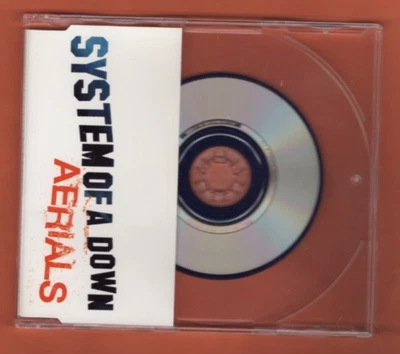 SYSTEM OF A DOWN
AERIALS